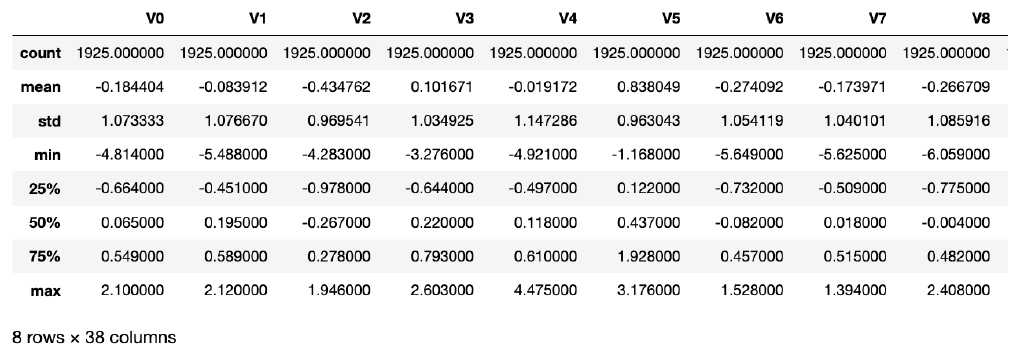 V0 V1 V2 V3 V4 V5 V6 V7 V8
count 1925.000000 1925.000000 1925.000000 1925.000000 1925.000000 1925.000000 1925.000000 1925.000000 1925.000000
mean -0.184404 -0.083912 -0.434762 0.101671 -0.019172 0.838049 -0.274092 -0.173971 -0.266709
std 1.073333 1.076670 0.969541 1.034925 1.147286 0.963043 1.054119 1.040101 1.085916
min -4.814000 -5.488000 -4.283000 -3.276000 -4.921000 -1.168000 -5.649000 -5.625000 -6.059000
25% -0.664000 -0.451000 -0.978000 -0.644000 -0.497000 0.122000 -0.732000 -0.509000 -0.775000
50% 0.065000 0.195000 -0.267000 0.220000 0.118000 0.437000 -0.082000 0.018000 -0.004000
75% 0.549000 0.589000 0.278000 0.793000 0.610000 1.928000 0.457000 0.515000 0.482000
max 2.100000 2.120000 1.946000 2.603000 4.475000 3.176000 1.528000 1.394000 2.408000
8 rows × 38 columns